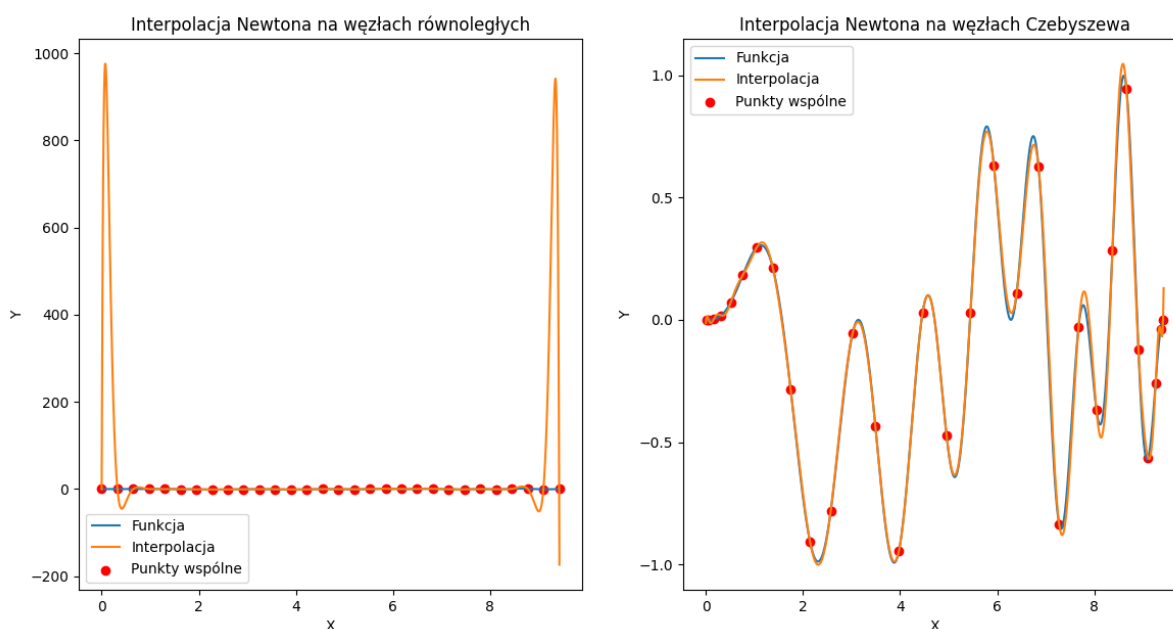 Interpolacja Newtona na węzłach równoległych
1000
800
600
400
200
0
−200
0
2
4
6
8
Y
X
Funkcja
Interpolacja
Punkty wspólne
Interpolacja Newtona na węzłach Czebyszewa
Funkcja
Interpolacja
Punkty wspólne
1.0
0.5
0.0
−0.5
−1.0
0
2
4
6
8
Y
X